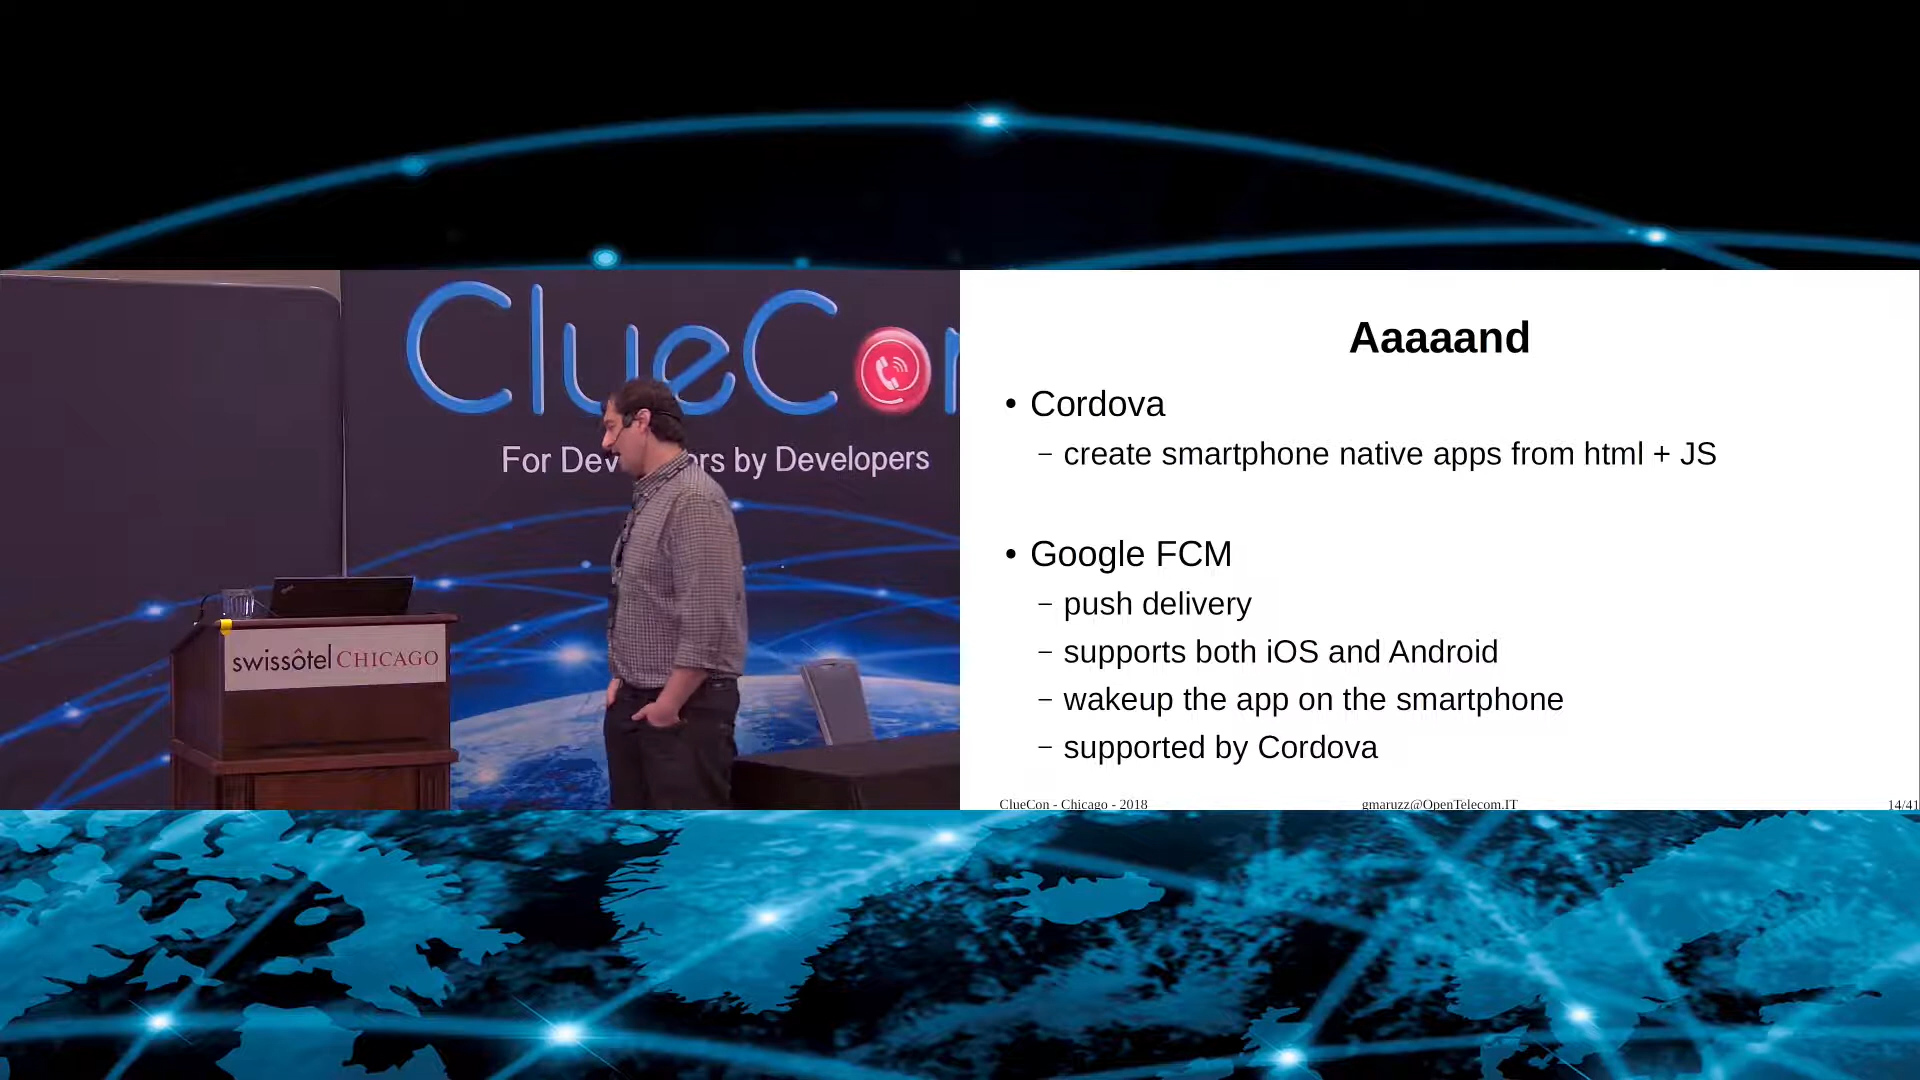 ClueCon
For Dev rs by Developers
swissôtel CHICAGO
Aaaaand
• Cordova
– create smartphone native apps from html + JS
• Google FCM
– push delivery
– supports both iOS and Android
– wakeup the app on the smartphone
– supported by Cordova
ClueCon - Chicago - 2018 gmaruzz@OpenTelecom.IT 14/41